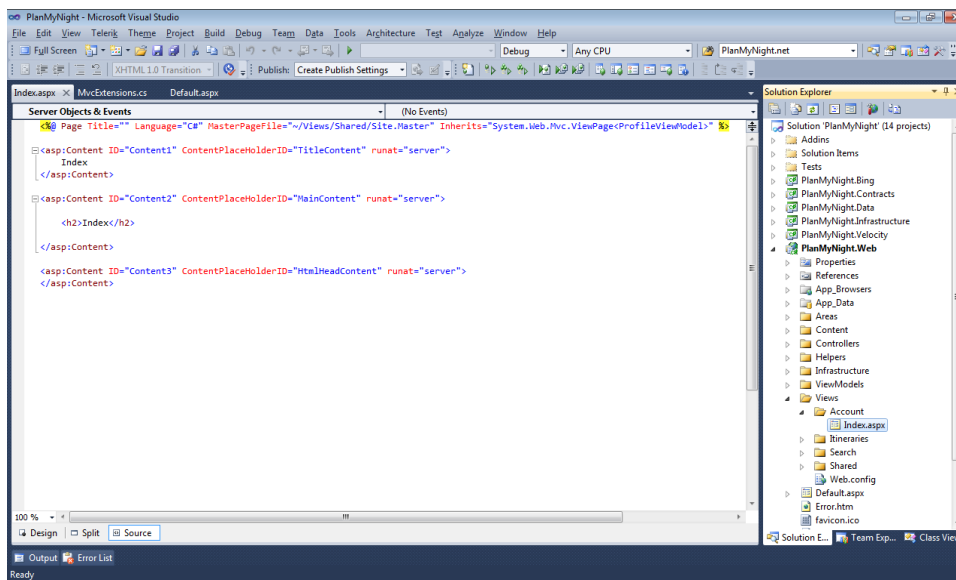 PlanMyNight - Microsoft Visual Studio
File Edit View Telerik Theme Project Build Debug Team Data Tools Architecture Test Analyze Window Help
Full Screen Debug Any CPU PlanMyNight.net
XHTML 1.0 Transition Publish: Create Publish Settings
Index.aspx MvcExtensions.cs Default.aspx
Server Objects & Events (No Events)
<%@ Page Title="" Language="C#" MasterPageFile="~/Views/Shared/Site.Master" Inherits="System.Web.Mvc.ViewPage<ProfileViewModel>" %>
<asp:Content ID="Content1" ContentPlaceHolderID="TitleContent" runat="server">
Index
</asp:Content>
<asp:Content ID="Content2" ContentPlaceHolderID="MainContent" runat="server">
<h2>Index</h2>
</asp:Content>
<asp:Content ID="Content3" ContentPlaceHolderID="HtmlHeadContent" runat="server">
</asp:Content>
100 %
Design Split Source
Solution Explorer
Solution 'PlanMyNight' (14 projects)
Addins
Solution Items
Tests
PlanMyNight.Bing
PlanMyNight.Contracts
PlanMyNight.Data
PlanMyNight.Infrastructure
PlanMyNight.Velocity
PlanMyNight.Web
Properties
References
App_Browsers
App_Data
Areas
Content
Controllers
Helpers
Infrastructure
ViewModels
Views
Account
Index.aspx
Itineraries
Search
Shared
Web.config
Default.aspx
Error.htm
favicon.ico
Solution E... Team Exp... Class View
Output Error List
Ready